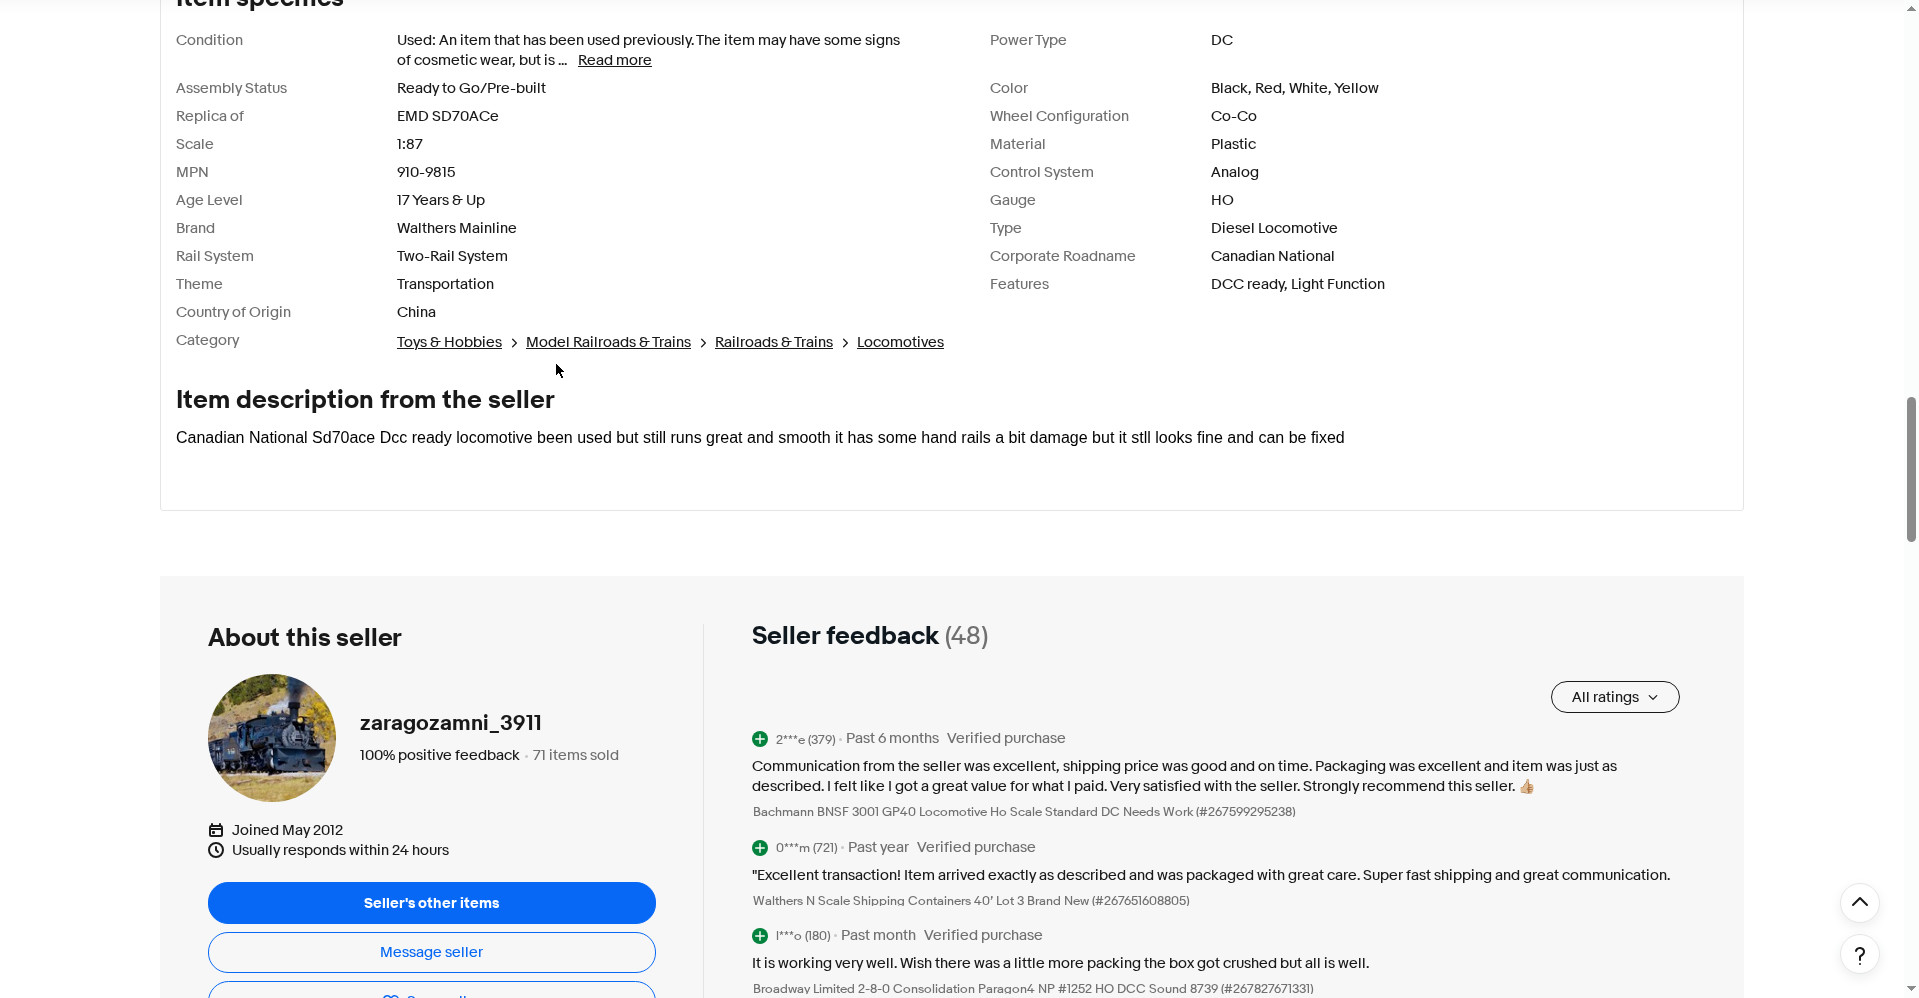 Item specifics
Condition
Used: An item that has been used previously. The item may have some signs
of cosmetic wear, but is ... Read more
Power Type
DC
Assembly Status
Ready to Go/Pre-built
Color
Black, Red, White, Yellow
Replica of
EMD SD70ACe
Wheel Configuration
Co-Co
Scale
1:87
Material
Plastic
MPN
910-9815
Control System
Analog
Age Level
17 Years & Up
Gauge
HO
Brand
Walthers Mainline
Type
Diesel Locomotive
Rail System
Two-Rail System
Corporate Roadname
Canadian National
Theme
Transportation
Features
DCC ready, Light Function
Country of Origin
China
Category
Toys & Hobbies > Model Railroads & Trains > Railroads & Trains > Locomotives
Item description from the seller
Canadian National Sd70ace Dcc ready locomotive been used but still runs great and smooth it has some hand rails a bit damage but it stll looks fine and can be fixed
About this seller
zaragozamni_3911
100% positive feedback · 71 items sold
Joined May 2012
Usually responds within 24 hours
Seller's other items
Message seller
Seller feedback (48)
All ratings
2***e (379) · Past 6 months Verified purchase
Communication from the seller was excellent, shipping price was good and on time. Packaging was excellent and item was just as
described. I felt like I got a great value for what I paid. Very satisfied with the seller. Strongly recommend this seller. 👍🏼
Bachmann BNSF 3001 GP40 Locomotive Ho Scale Standard DC Needs Work (#267599295238)
0***m (721) · Past year Verified purchase
"Excellent transaction! Item arrived exactly as described and was packaged with great care. Super fast shipping and great communication.
Walthers N Scale Shipping Containers 40' Lot 3 Brand New (#267651608805)
l***o (180) · Past month Verified purchase
It is working very well. Wish there was a little more packing the box got crushed but all is well.
Broadway Limited 2-8-0 Consolidation Paragon4 NP #1252 HO DCC Sound 8739 (#267827671331)